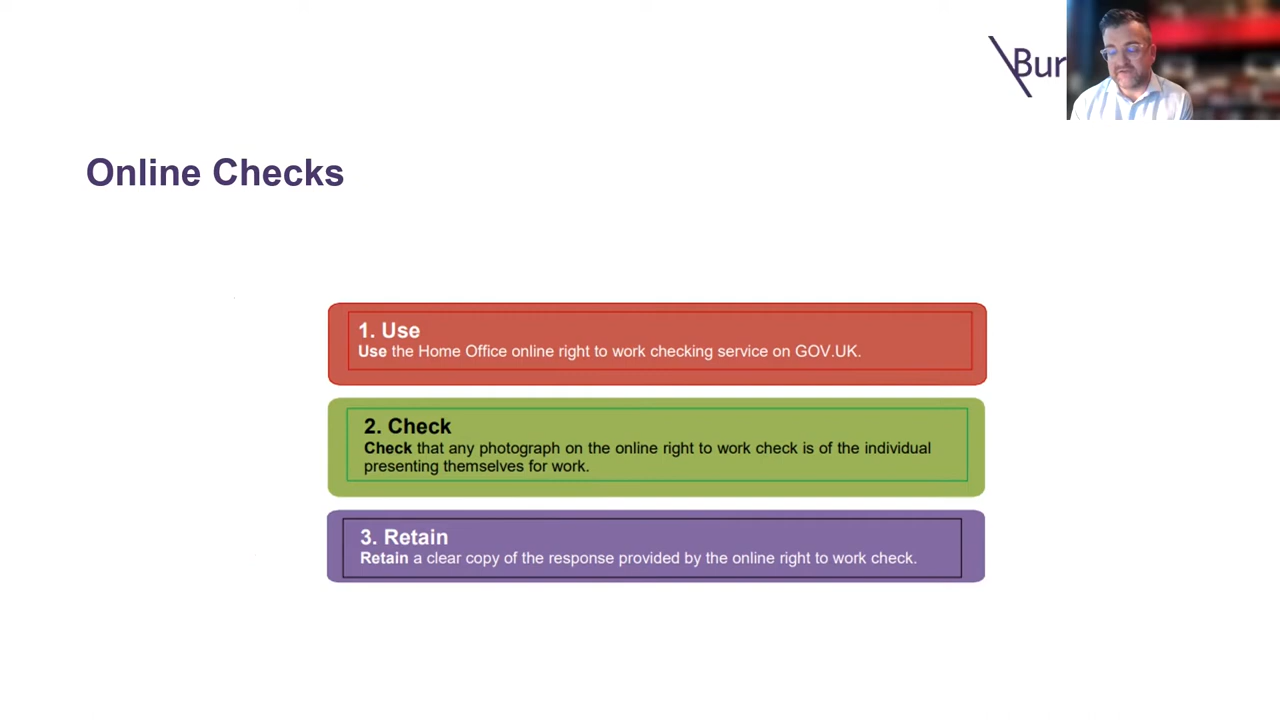 Bur
Online Checks
1. Use
Use the Home Office online right to work checking service on GOV.UK.
2. Check
Check that any photograph on the online right to work check is of the individual
presenting themselves for work.
3. Retain
Retain a clear copy of the response provided by the online right to work check.